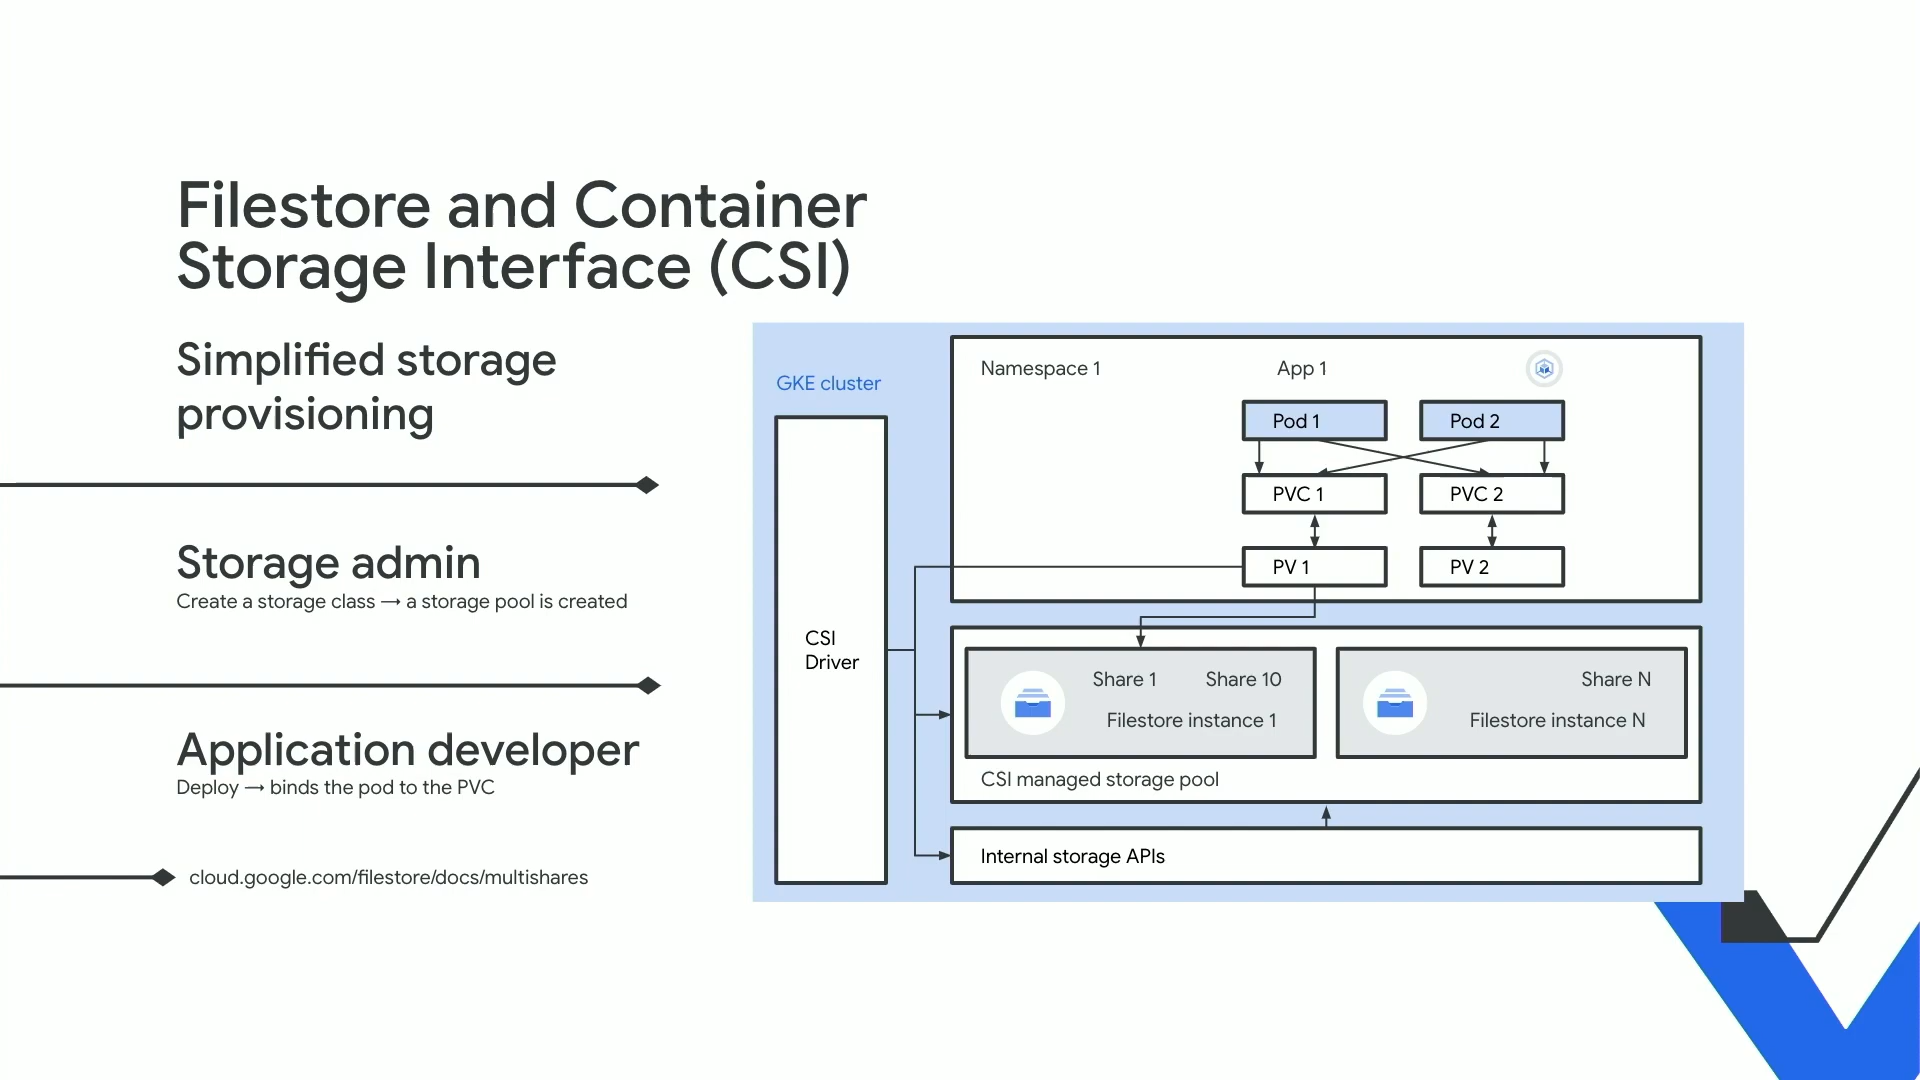 Filestore and Container
Storage Interface (CSI)
Simplified storage
provisioning
Storage admin
Create a storage class → a storage pool is created
Application developer
Deploy → binds the pod to the PVC
cloud.google.com/filestore/docs/multishares
GKE cluster
CSI
Driver
Namespace 1
App 1
Pod 1
Pod 2
PVC 1
PVC 2
PV 1
PV 2
Share 1
Share 10
Filestore instance 1
Share N
Filestore instance N
CSI managed storage pool
Internal storage APIs